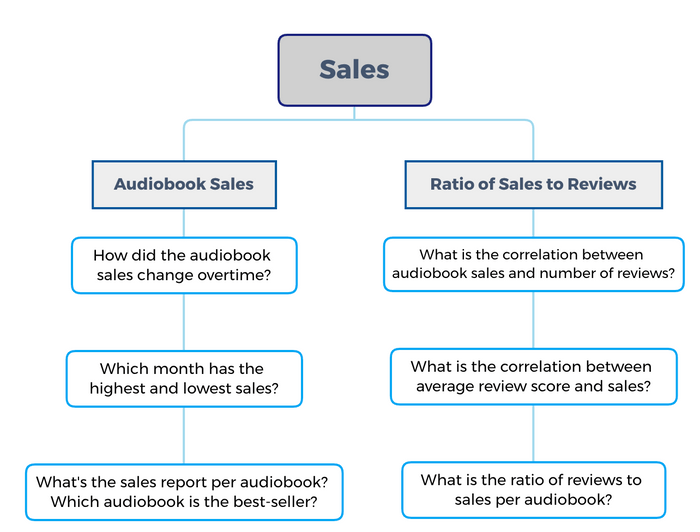 Sales
Audiobook Sales
Ratio of Sales to Reviews
How did the audiobook
sales change overtime?
What is the correlation between
audiobook sales and number of reviews?
Which month has the
highest and lowest sales?
What is the correlation between
average review score and sales?
What's the sales report per audiobook?
Which audiobook is the best-seller?
What is the ratio of reviews to
sales per audiobook?